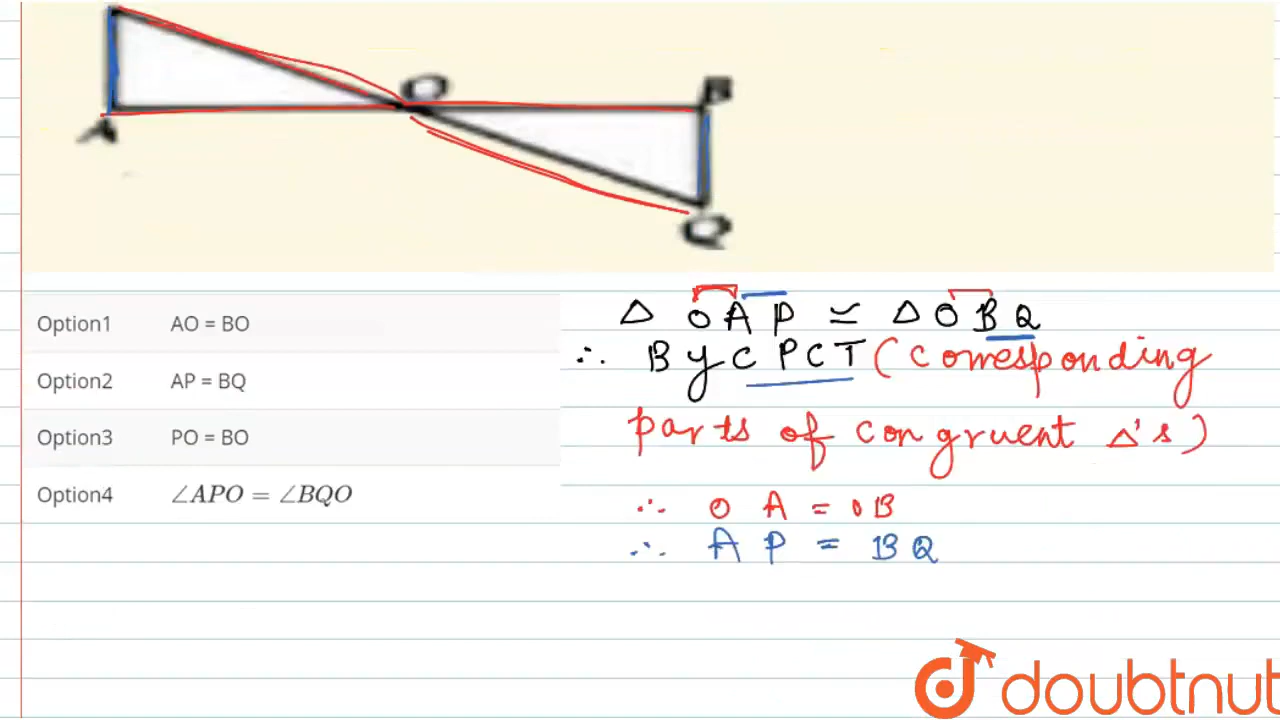 O
B
A
Q
Option1 AO = BO
Option2 AP = BQ
Option3 PO = BO
Option4 ∠APO = ∠BQO
△ OAP ≅ △ OBQ
∴ By CPCT (Corresponding
parts of congruent △'s)
∴ OA = OB
∴ AP = BQ
doubtnut